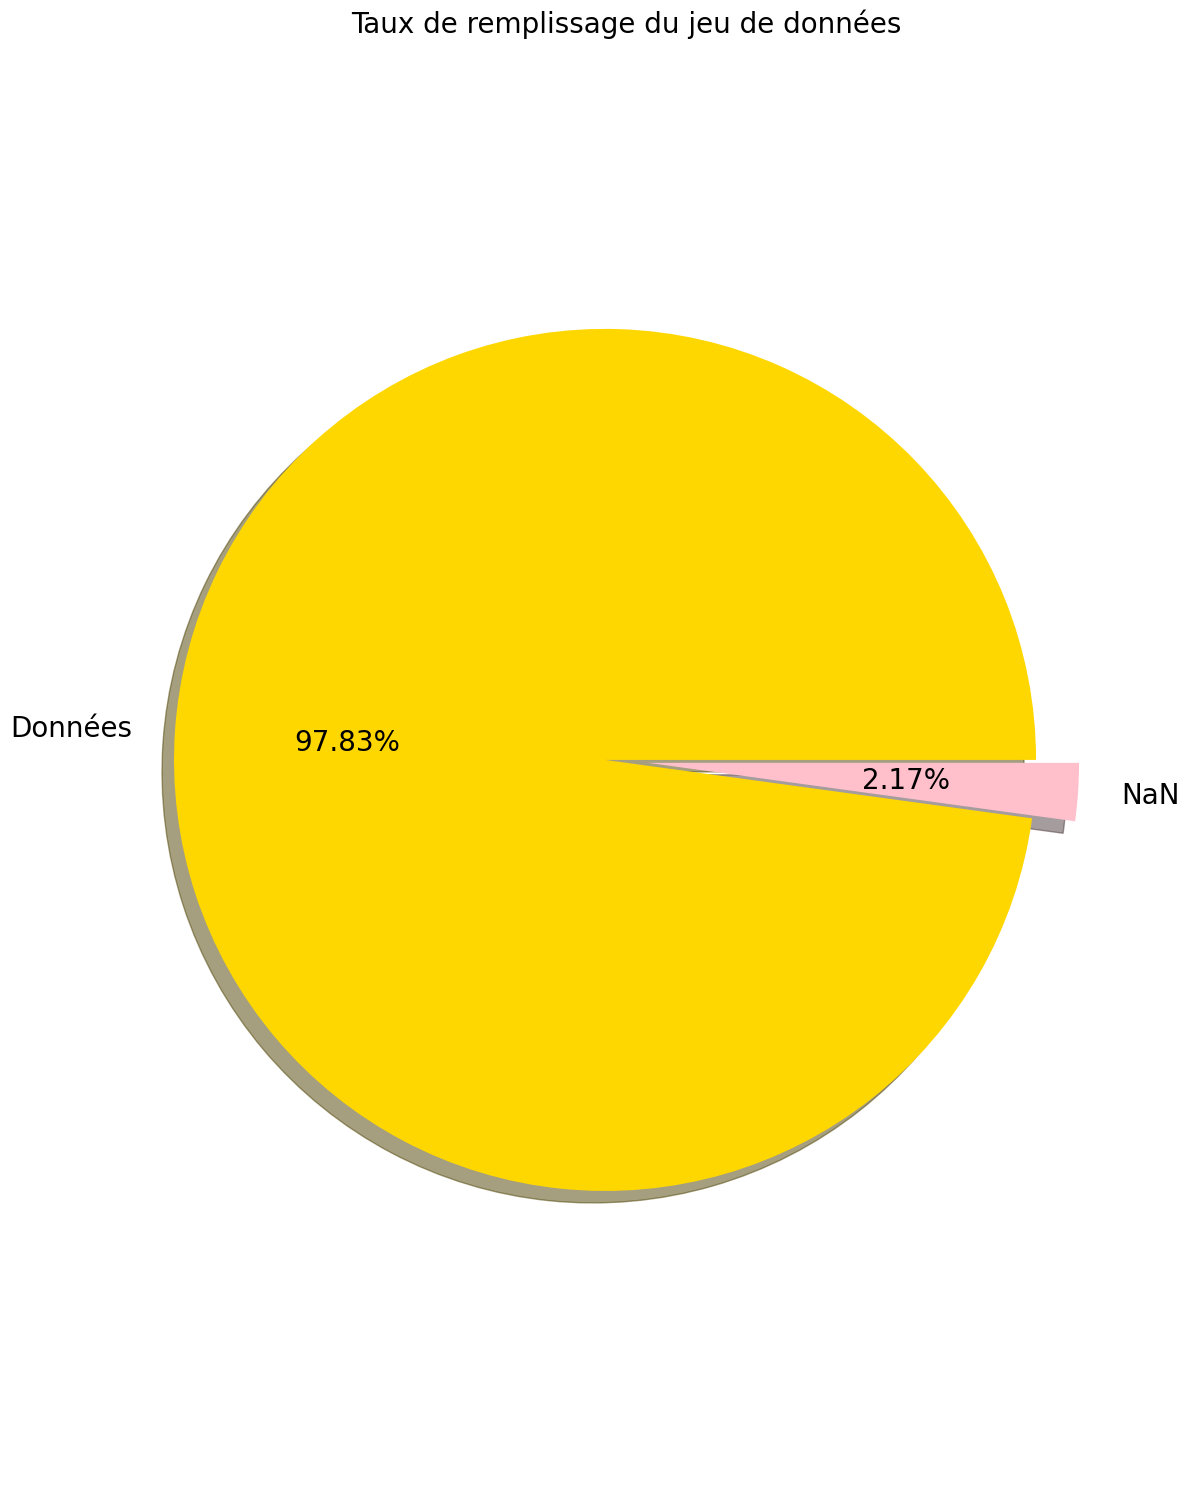 Taux de remplissage du jeu de données
Données
97.83%
2.17%
NaN